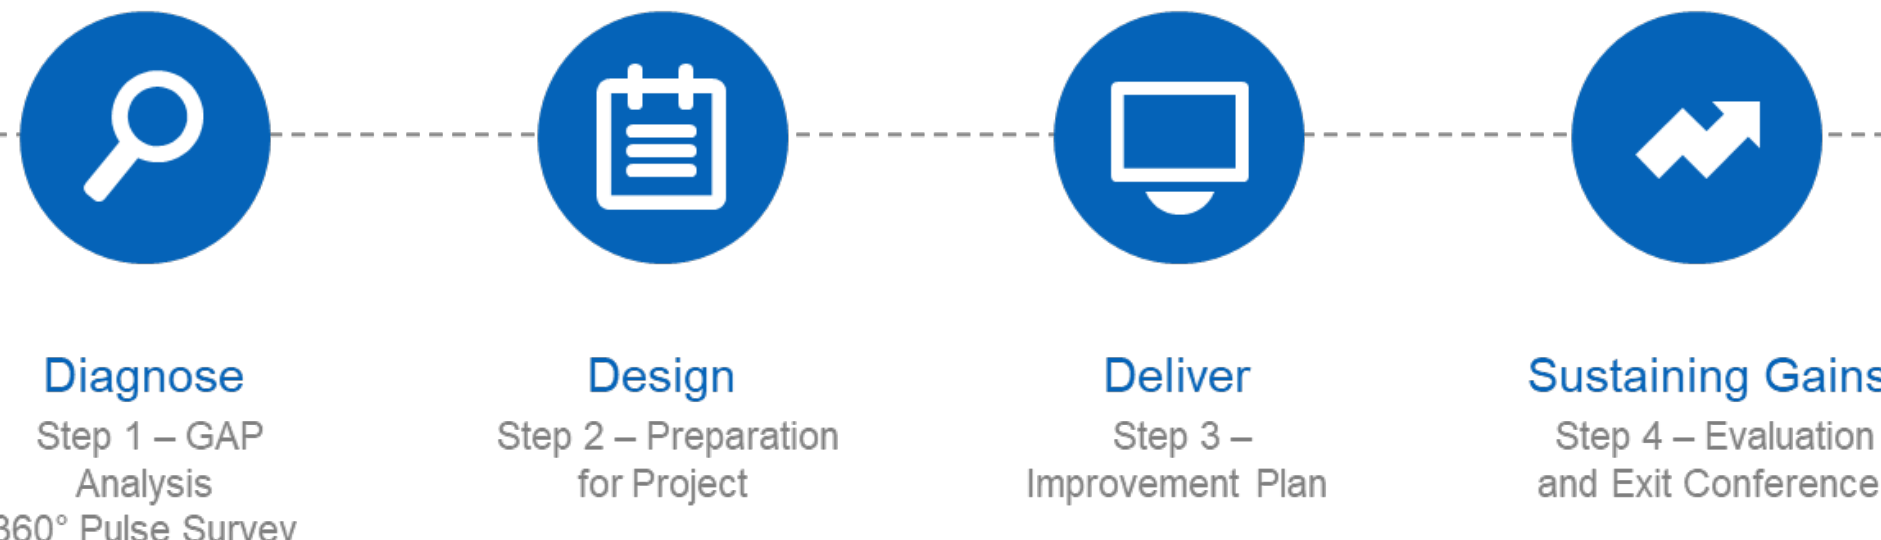 Diagnose
Step 1 – GAP
Analysis
360° Pulse Survey
Design
Step 2 – Preparation
for Project
Deliver
Step 3 –
Improvement Plan
Sustaining Gains
Step 4 – Evaluation
and Exit Conference